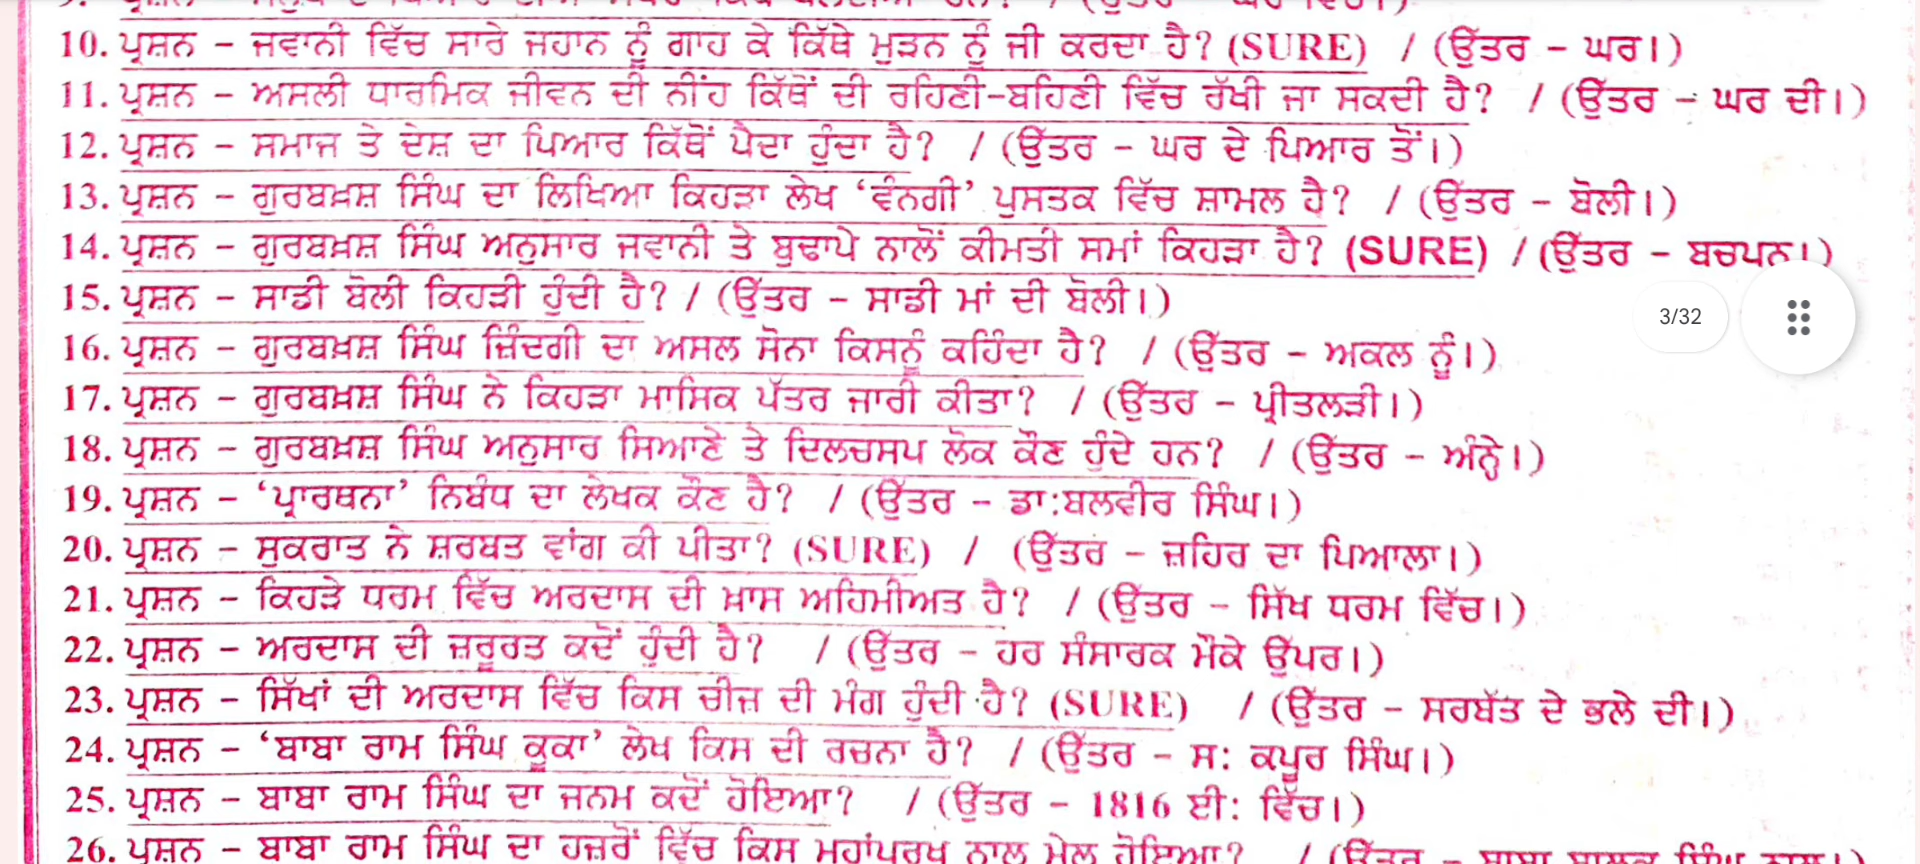 10. ਪ੍ਰਸ਼ਨ – ਜਵਾਨੀ ਵਿੱਚ ਸਾਰੇ ਜਹਾਨ ਨੂੰ ਗਾਹ ਕੇ ਕਿੱਥੇ ਮੁੜਨ ਨੂੰ ਜੀ ਕਰਦਾ ਹੈ? (SURE) / (ਉੱਤਰ – ਘਰ।)
11. ਪ੍ਰਸ਼ਨ – ਅਸਲੀ ਧਾਰਮਿਕ ਜੀਵਨ ਦੀ ਨੀਂਹ ਕਿੱਥੋਂ ਦੀ ਰਹਿਣੀ-ਬਹਿਣੀ ਵਿੱਚ ਰੱਖੀ ਜਾ ਸਕਦੀ ਹੈ? / (ਉੱਤਰ – ਘਰ ਦੀ।)
12. ਪ੍ਰਸ਼ਨ – ਸਮਾਜ ਤੇ ਦੇਸ਼ ਦਾ ਪਿਆਰ ਕਿੱਥੋਂ ਪੈਦਾ ਹੁੰਦਾ ਹੈ? / (ਉੱਤਰ – ਘਰ ਦੇ ਪਿਆਰ ਤੋਂ।)
13. ਪ੍ਰਸ਼ਨ – ਗੁਰਬਖ਼ਸ਼ ਸਿੰਘ ਦਾ ਲਿਖਿਆ ਕਿਹੜਾ ਲੇਖ ‘ਵੰਨਗੀ’ ਪੁਸਤਕ ਵਿੱਚ ਸ਼ਾਮਲ ਹੈ? / (ਉੱਤਰ – ਬੋਲੀ।)
14. ਪ੍ਰਸ਼ਨ – ਗੁਰਬਖ਼ਸ਼ ਸਿੰਘ ਅਨੁਸਾਰ ਜਵਾਨੀ ਤੇ ਬੁਢਾਪੇ ਨਾਲੋਂ ਕੀਮਤੀ ਸਮਾਂ ਕਿਹੜਾ ਹੈ? (SURE) / (ਉੱਤਰ – ਬਚਪਨ।)
15. ਪ੍ਰਸ਼ਨ – ਸਾਡੀ ਬੋਲੀ ਕਿਹੜੀ ਹੁੰਦੀ ਹੈ? / (ਉੱਤਰ – ਸਾਡੀ ਮਾਂ ਦੀ ਬੋਲੀ।)
3/32
16. ਪ੍ਰਸ਼ਨ – ਗੁਰਬਖ਼ਸ਼ ਸਿੰਘ ਜ਼ਿੰਦਗੀ ਦਾ ਅਸਲ ਸੋਨਾ ਕਿਸਨੂੰ ਕਹਿੰਦਾ ਹੈ? / (ਉੱਤਰ – ਅਕਲ ਨੂੰ।)
17. ਪ੍ਰਸ਼ਨ – ਗੁਰਬਖ਼ਸ਼ ਸਿੰਘ ਨੇ ਕਿਹੜਾ ਮਾਸਿਕ ਪੱਤਰ ਜਾਰੀ ਕੀਤਾ? / (ਉੱਤਰ – ਪ੍ਰੀਤਲੜੀ।)
18. ਪ੍ਰਸ਼ਨ – ਗੁਰਬਖ਼ਸ਼ ਸਿੰਘ ਅਨੁਸਾਰ ਸਿਆਣੇ ਤੇ ਦਿਲਚਸਪ ਲੋਕ ਕੌਣ ਹੁੰਦੇ ਹਨ? / (ਉੱਤਰ – ਅੰਨ੍ਹੇ।)
19. ਪ੍ਰਸ਼ਨ – ‘ਪ੍ਰਾਰਥਨਾ’ ਨਿਬੰਧ ਦਾ ਲੇਖਕ ਕੌਣ ਹੈ? / (ਉੱਤਰ – ਡਾ:ਬਲਵੀਰ ਸਿੰਘ।)
20. ਪ੍ਰਸ਼ਨ – ਸੁਕਰਾਤ ਨੇ ਸ਼ਰਬਤ ਵਾਂਗ ਕੀ ਪੀਤਾ? (SURE) / (ਉੱਤਰ – ਜ਼ਹਿਰ ਦਾ ਪਿਆਲਾ।)
21. ਪ੍ਰਸ਼ਨ – ਕਿਹੜੇ ਧਰਮ ਵਿੱਚ ਅਰਦਾਸ ਦੀ ਖ਼ਾਸ ਅਹਿਮੀਅਤ ਹੈ? / (ਉੱਤਰ – ਸਿੱਖ ਧਰਮ ਵਿੱਚ।)
22. ਪ੍ਰਸ਼ਨ – ਅਰਦਾਸ ਦੀ ਜ਼ਰੂਰਤ ਕਦੋਂ ਹੁੰਦੀ ਹੈ? / (ਉੱਤਰ – ਹਰ ਸੰਸਾਰਕ ਮੌਕੇ ਉੱਪਰ।)
23. ਪ੍ਰਸ਼ਨ – ਸਿੱਖਾਂ ਦੀ ਅਰਦਾਸ ਵਿੱਚ ਕਿਸ ਚੀਜ਼ ਦੀ ਮੰਗ ਹੁੰਦੀ ਹੈ? (SURE) / (ਉੱਤਰ – ਸਰਬੱਤ ਦੇ ਭਲੇ ਦੀ।)
24. ਪ੍ਰਸ਼ਨ – ‘ਬਾਬਾ ਰਾਮ ਸਿੰਘ ਕੂਕਾ’ ਲੇਖ ਕਿਸ ਦੀ ਰਚਨਾ ਹੈ? / (ਉੱਤਰ – ਸ: ਕਪੂਰ ਸਿੰਘ।)
25. ਪ੍ਰਸ਼ਨ – ਬਾਬਾ ਰਾਮ ਸਿੰਘ ਦਾ ਜਨਮ ਕਦੋਂ ਹੋਇਆ? / (ਉੱਤਰ – 1816 ਈ: ਵਿੱਚ।)
26. ਪ੍ਰਸ਼ਨ – ਬਾਬਾ ਰਾਮ ਸਿੰਘ ਦਾ ਹਜ਼ਰੋਂ ਵਿੱਚ ਕਿਸ ਮਹਾਂਪੁਰਖ ਨਾਲ ਮੇਲ ਹੋਇਆ? / (ਉੱਤਰ –